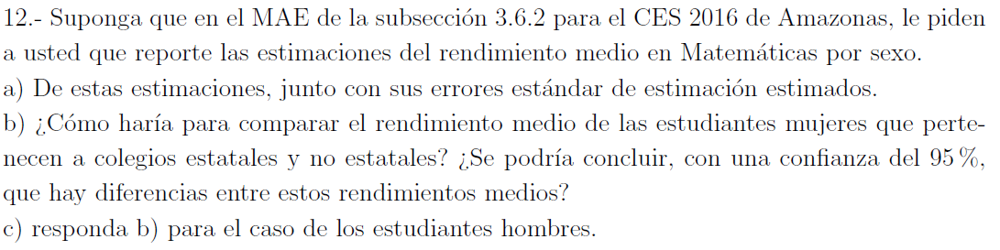 12.- Suponga que en el MAE de la subsección 3.6.2 para el CES 2016 de Amazonas, le piden
a usted que reporte las estimaciones del rendimiento medio en Matemáticas por sexo.
a) De estas estimaciones, junto con sus errores estándar de estimación estimados.
b) ¿Cómo haría para comparar el rendimiento medio de las estudiantes mujeres que perte-
necen a colegios estatales y no estatales? ¿Se podría concluir, con una confianza del 95 %,
que hay diferencias entre estos rendimientos medios?
c) responda b) para el caso de los estudiantes hombres.